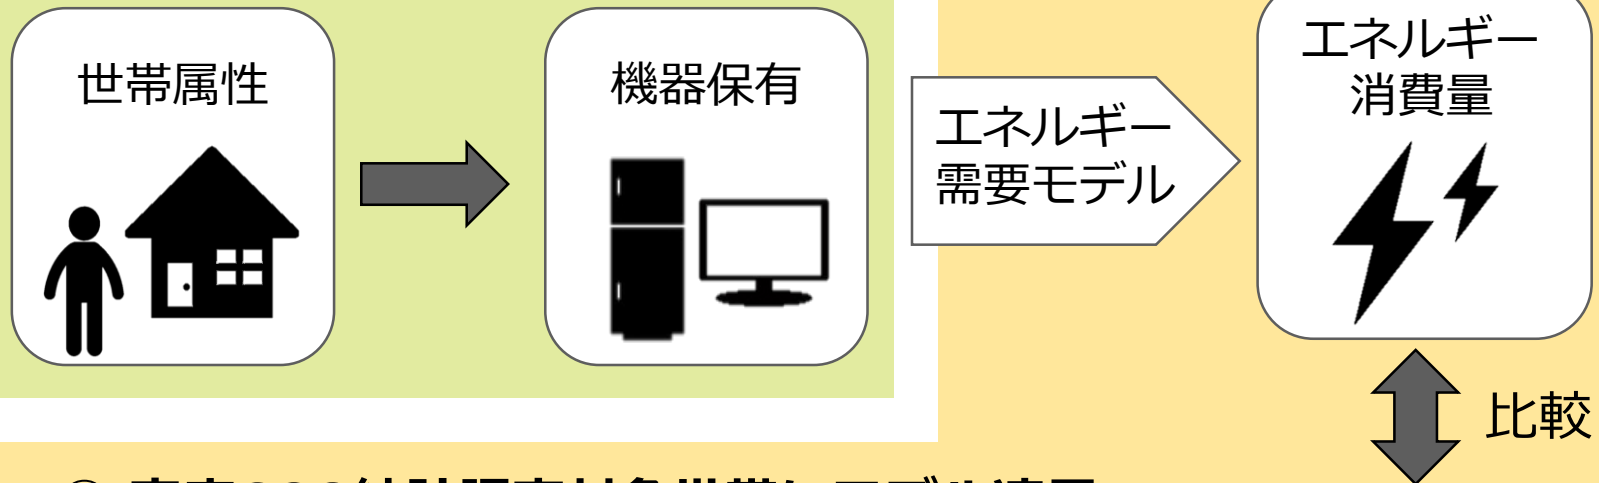 世帯属性
機器保有
エネルギー
需要モデル
エネルギー
消費量
比較